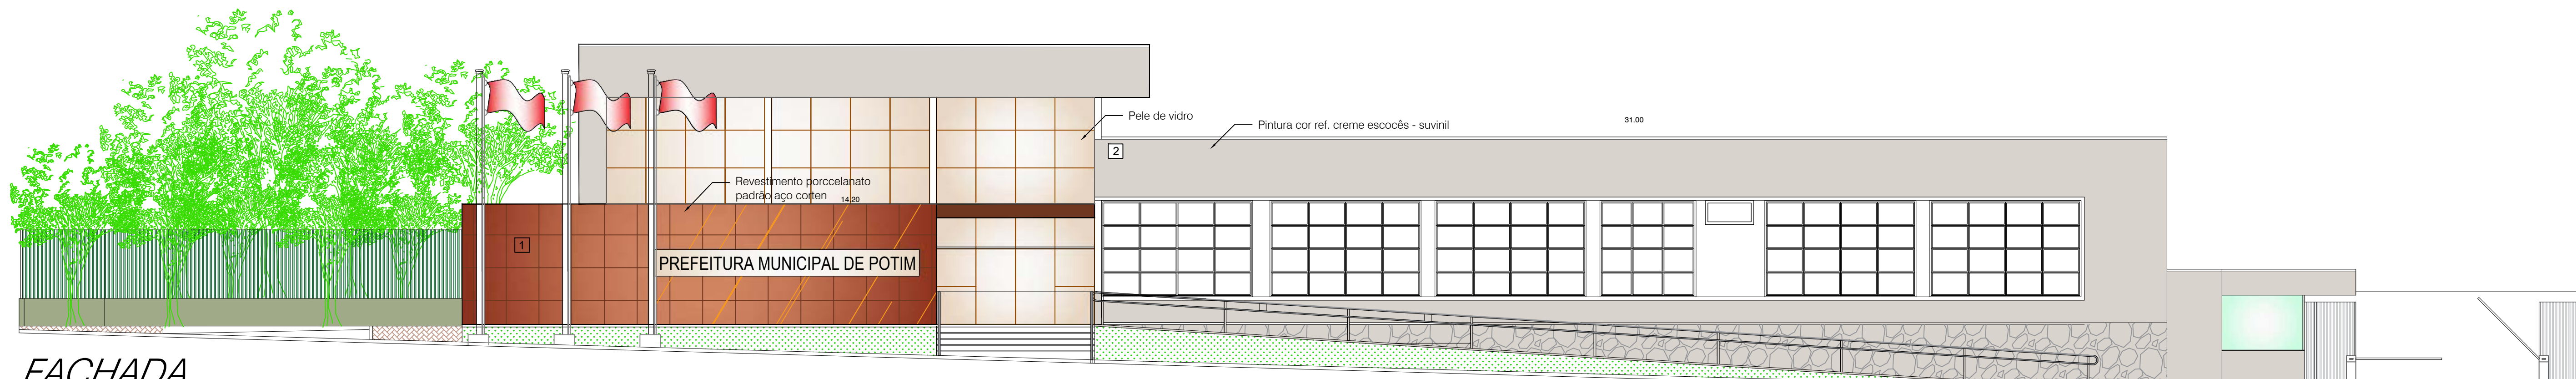 Pele de vidro
Pintura cor ref. creme escocês - suvinil
31.00
2
Revestimento porccelanato
padrão aço corten
14.20
1
PREFEITURA MUNICIPAL DE POTIM
FACHADA